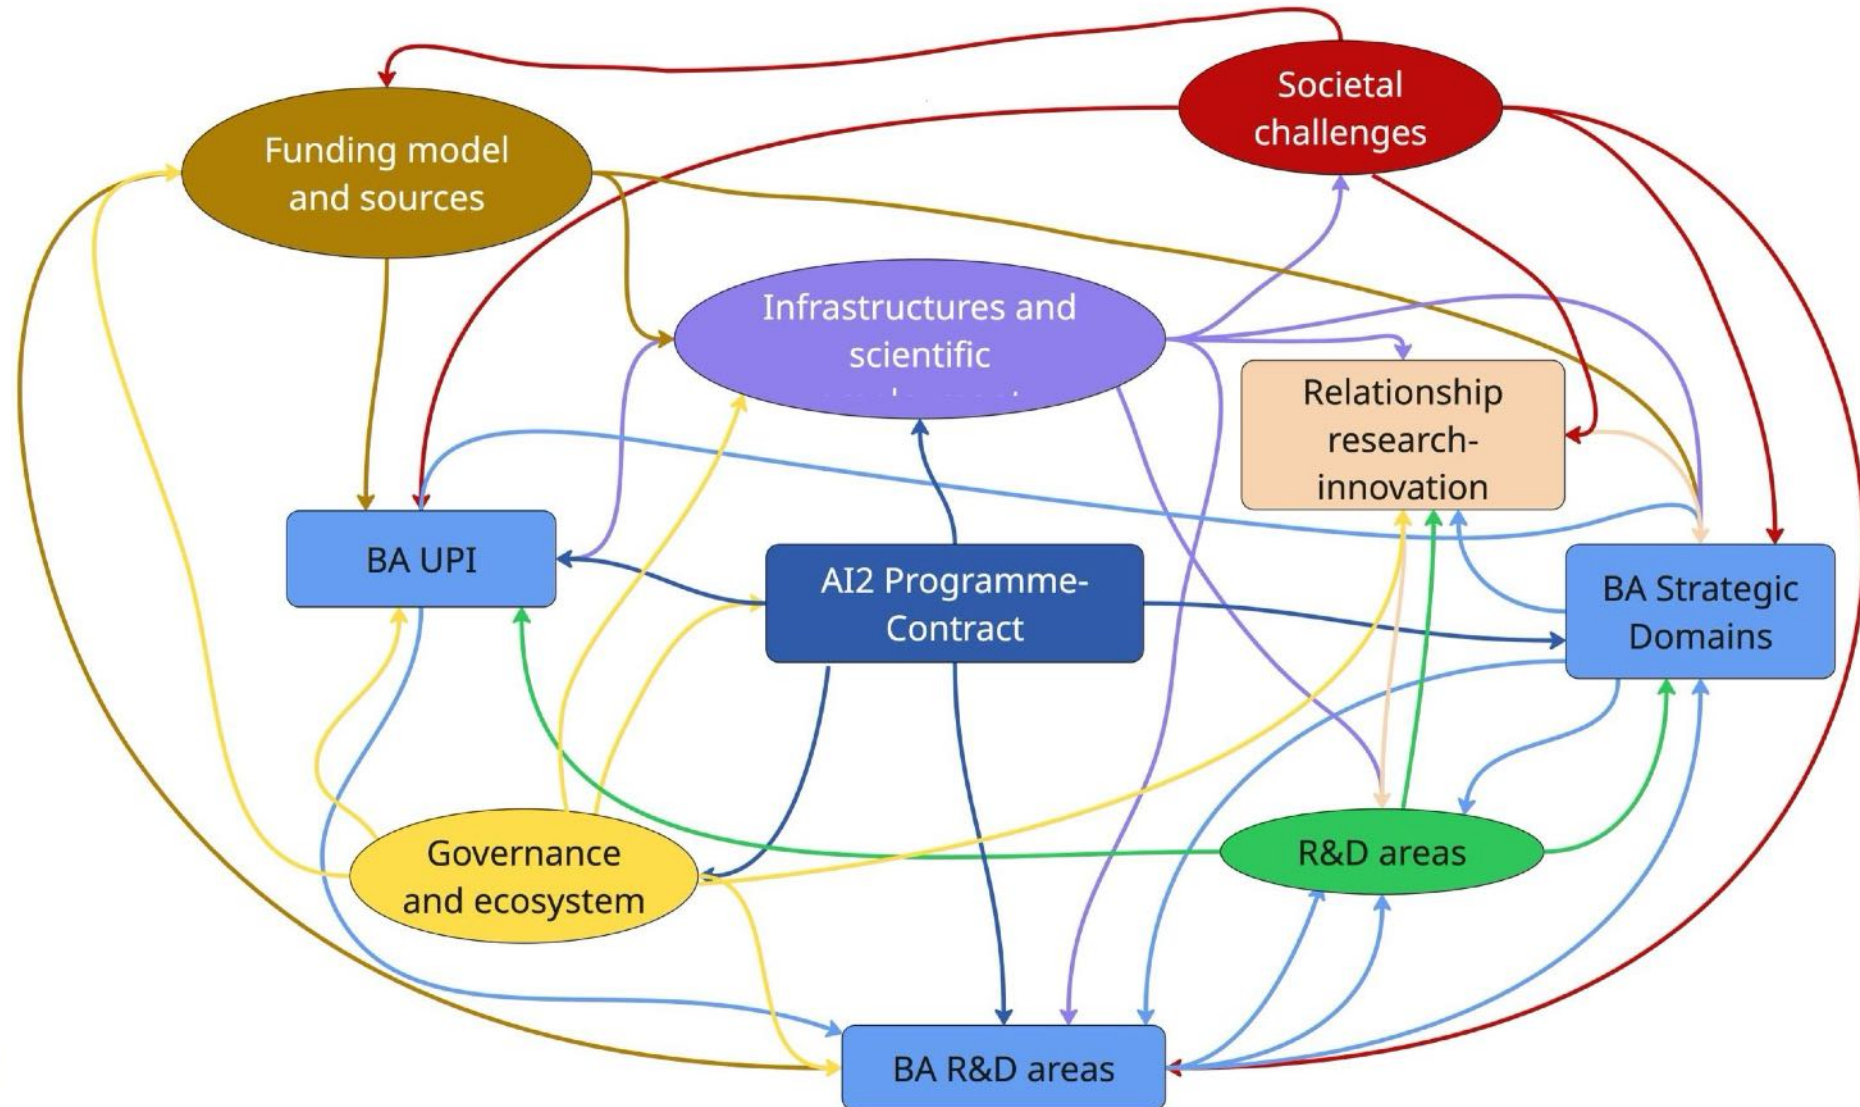 Societal
challenges
Funding model
and sources
Infrastructures and
scientific
Relationship
research-
innovation
BA UPI
AI2 Programme-
Contract
BA Strategic
Domains
Governance
and ecosystem
R&D areas
BA R&D areas